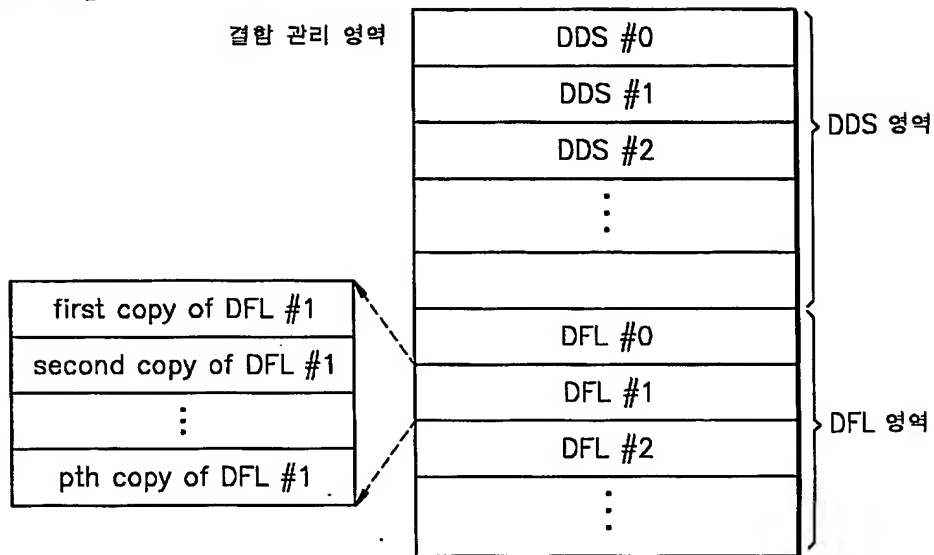 결함 관리 영역
DDS #0
DDS #1
DDS #2
DDS 영역
first copy of DFL #1
second copy of DFL #1
pth copy of DFL #1
DFL #0
DFL #1
DFL #2
DFL 영역